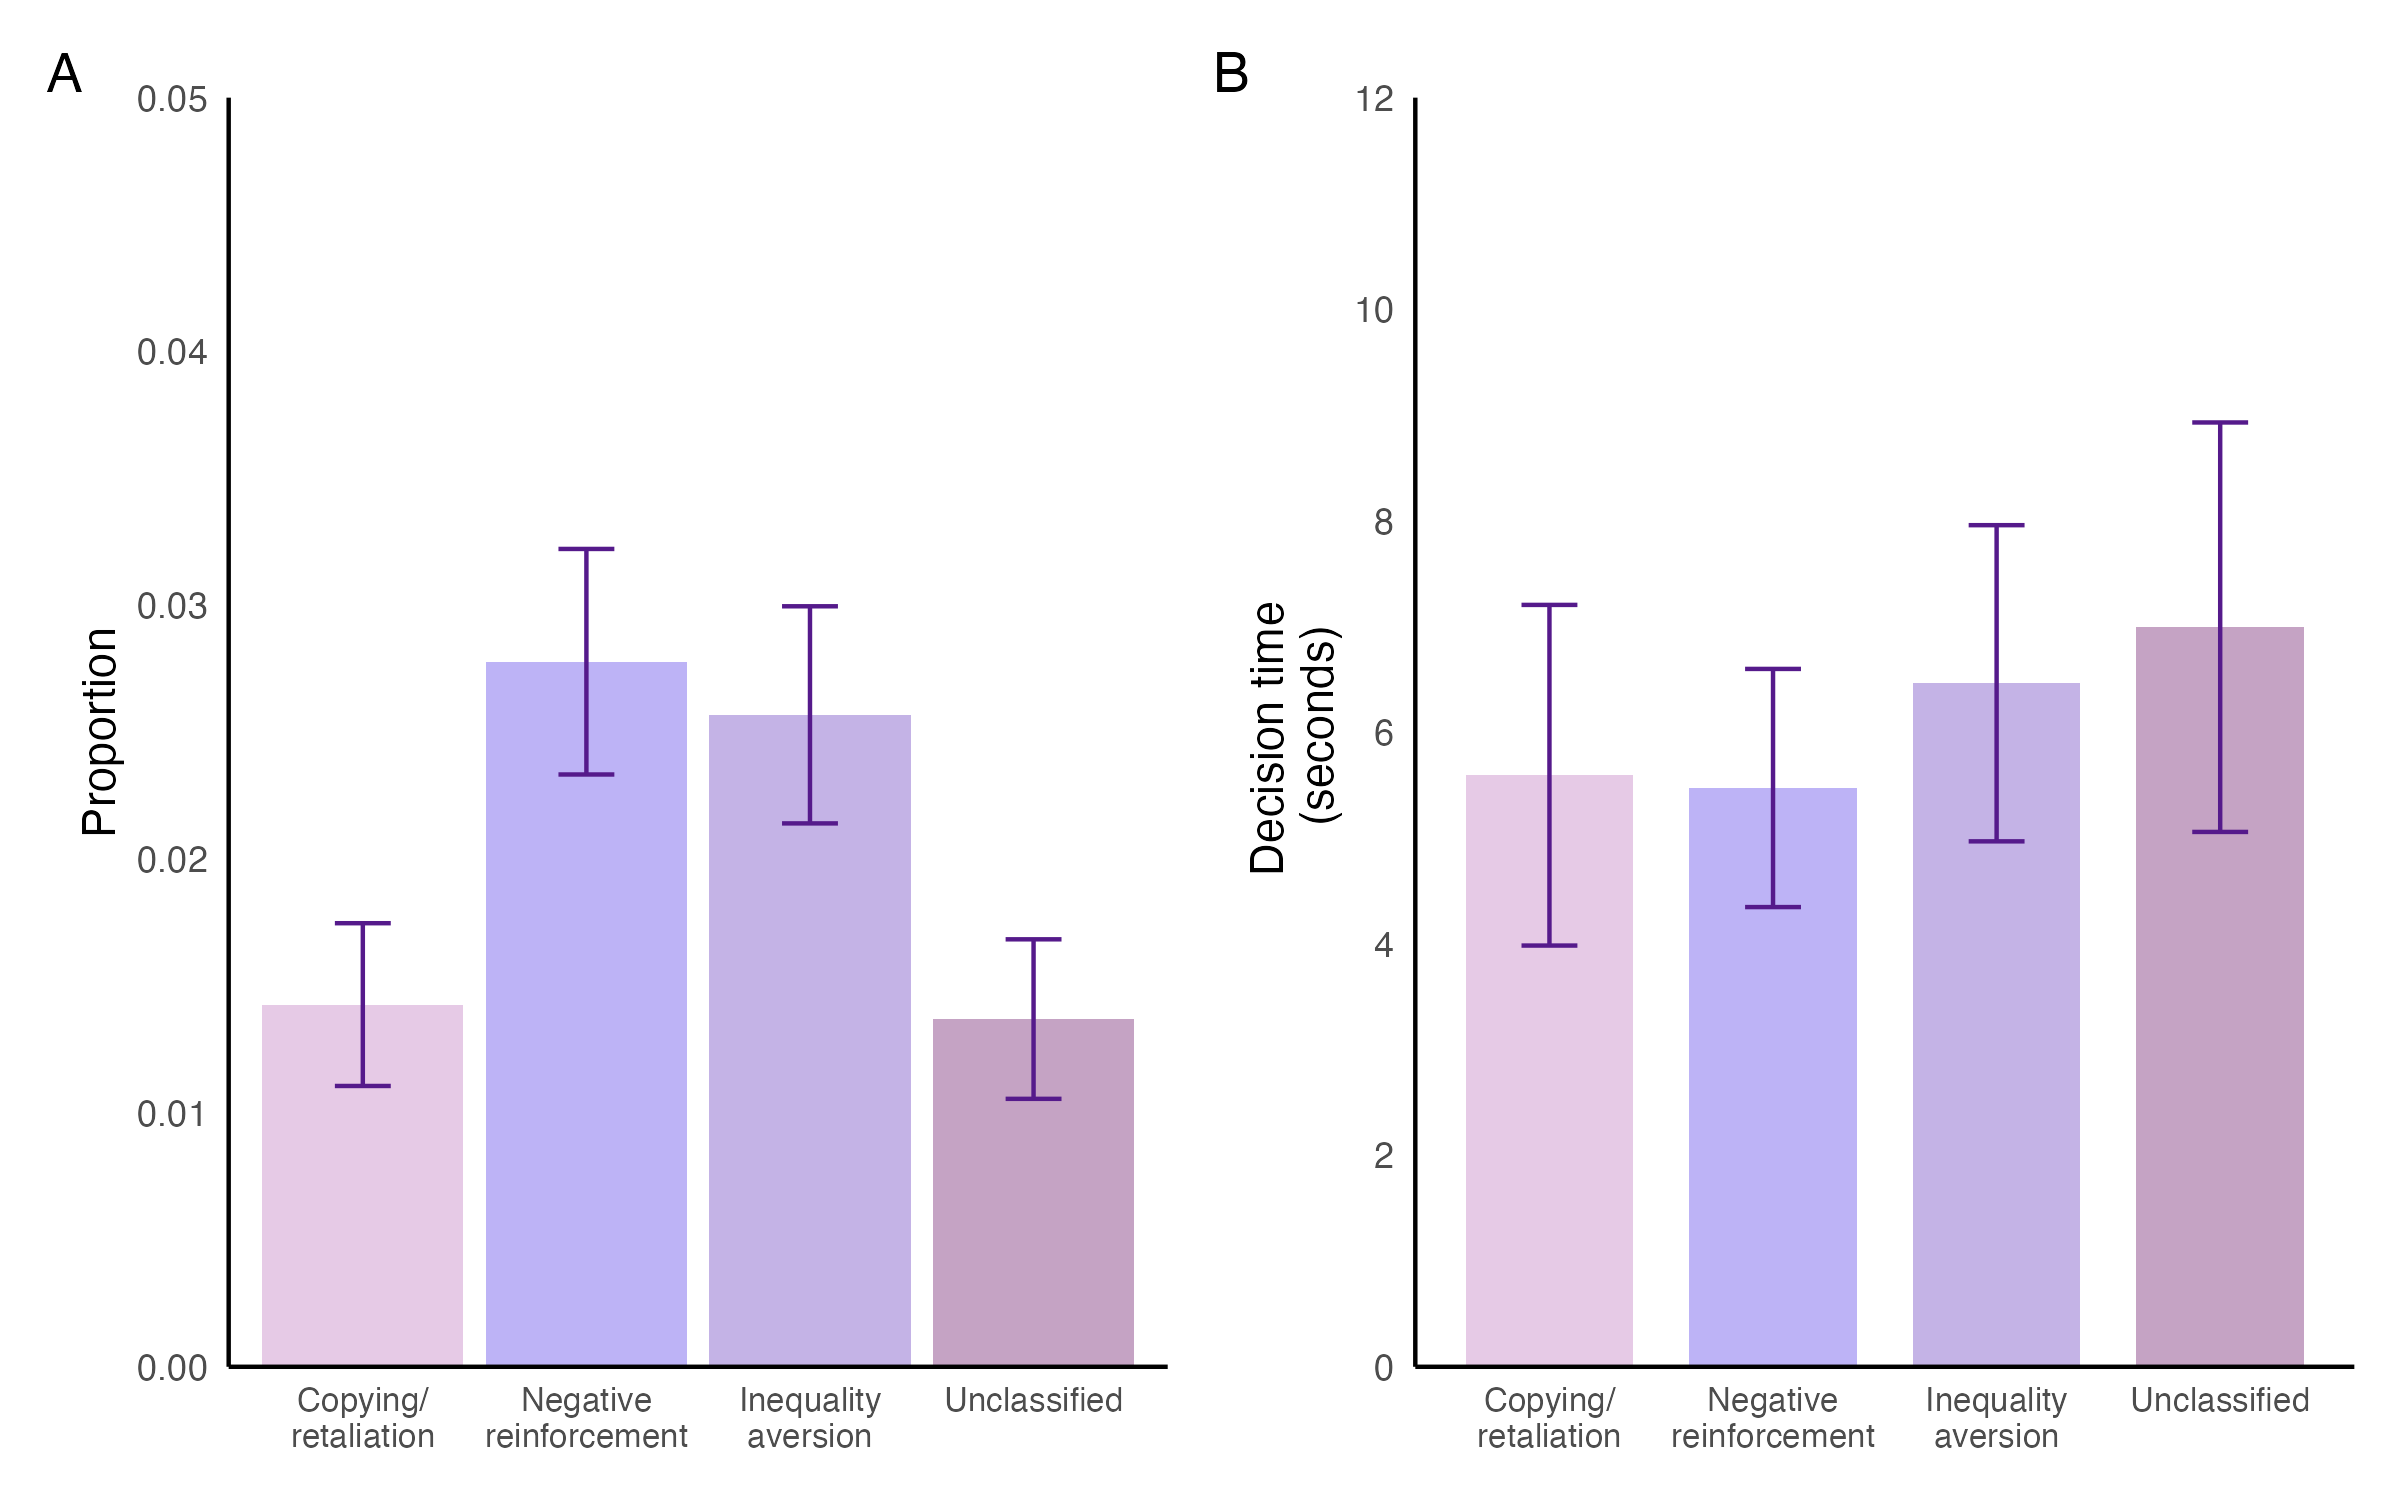 A
0.05
0.04
0.03
0.02
0.01
0.00
Proportion
Copying/
retaliation
Negative
reinforcement
Inequality
aversion
Unclassified
B
12
10
8
6
4
2
0
Decision time
(seconds)
Copying/
retaliation
Negative
reinforcement
Inequality
aversion
Unclassified